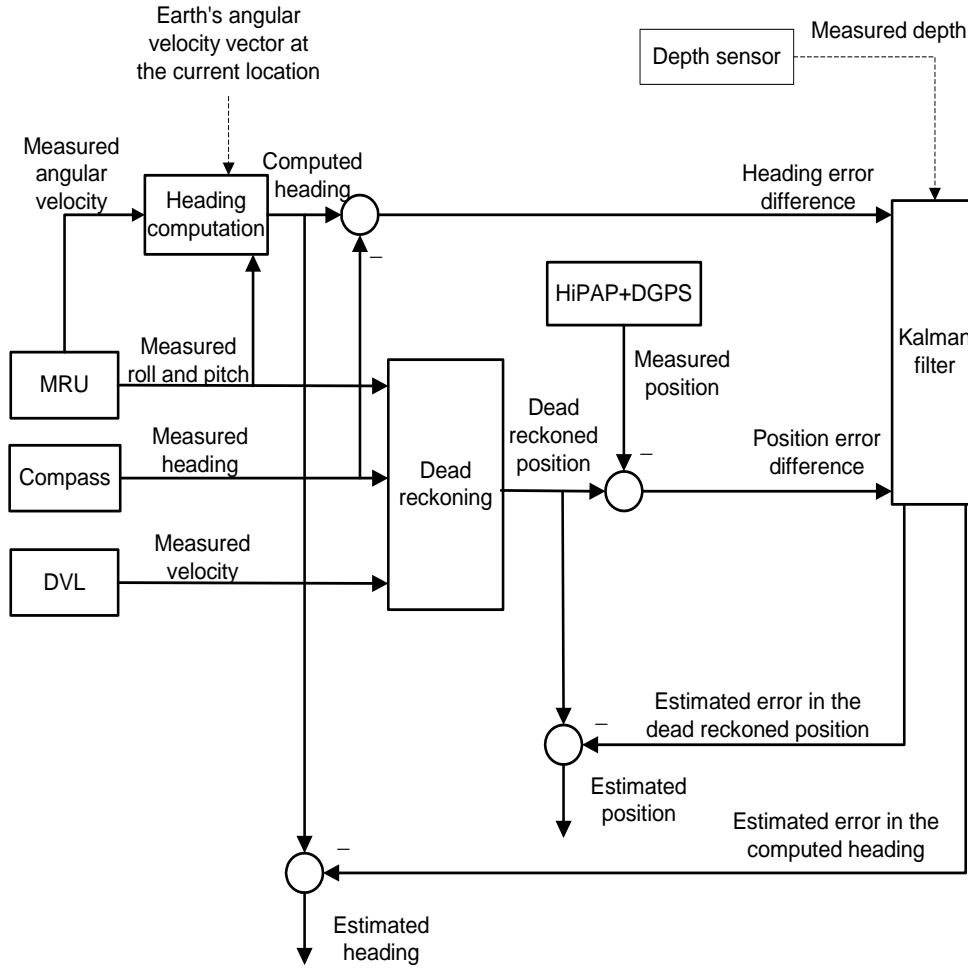 Earth's angular
velocity vector at
the current location
Measured depth
Depth sensor
Measured
angular
velocity
Computed
heading
Heading
computation
Heading error
difference
–
HiPAP+DGPS
Kalman
filter
Measured
roll and pitch
MRU
Measured
position
Dead
reckoned
position
–
Measured
heading
Compass
Dead
reckoning
Position error
difference
Measured
velocity
DVL
Estimated error in the
dead reckoned position
–
Estimated
position
Estimated error in the
computed heading
–
Estimated
heading